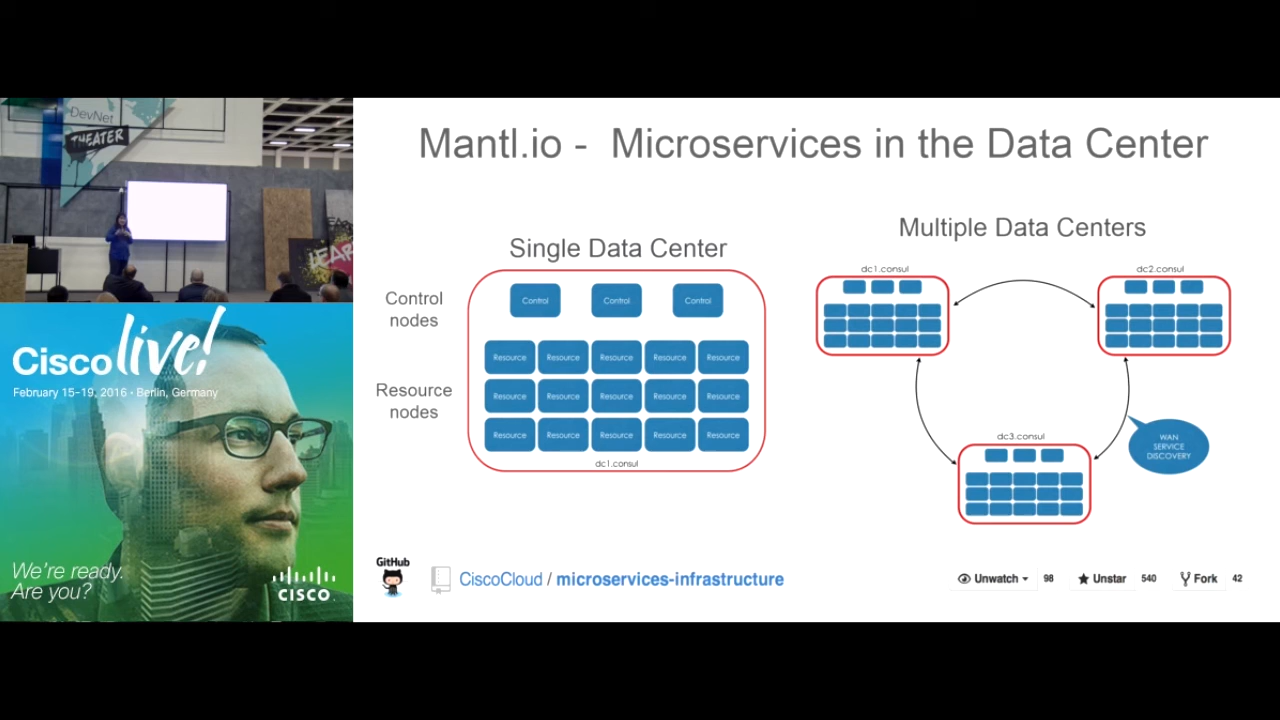 DevNet
THEATER
LEAR
Cisco live!
February 15-19, 2016 • Berlin, Germany
We're ready.
Are you?
CISCO
Mantl.io - Microservices in the Data Center
Single Data Center
Control
nodes
Control Control Control
Resource
nodes
Resource Resource Resource Resource Resource
Resource Resource Resource Resource Resource
Resource Resource Resource Resource Resource
dc1.consul
Multiple Data Centers
dc1.consul
dc2.consul
dc3.consul
WAN
SERVICE
DISCOVERY
GitHub
CiscoCloud / microservices-infrastructure
Unwatch 98
Unstar 540
Fork 42